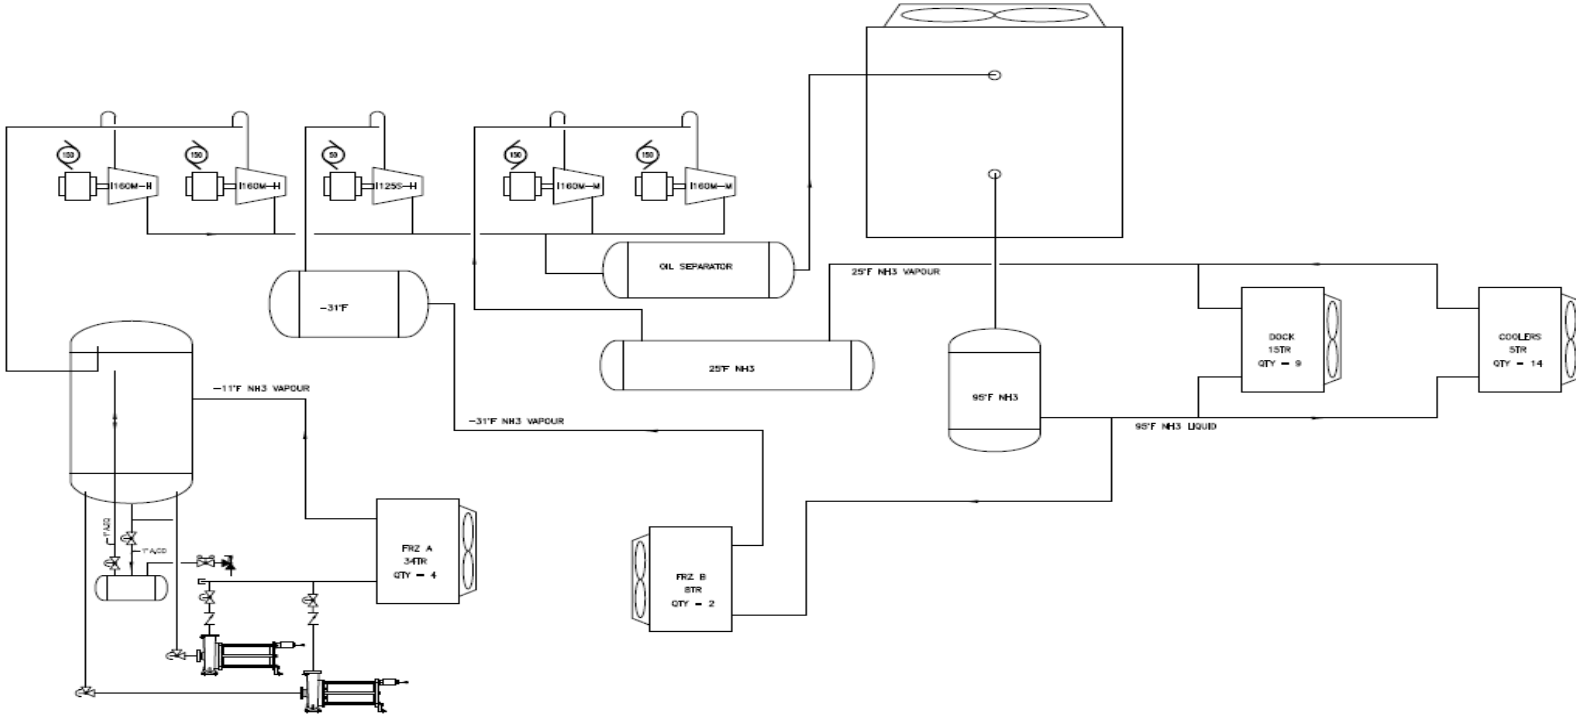 150
150
50
150
150
I160M-H
I160M-H
I125S-H
I160M-M
I160M-M
OIL SEPARATOR
25°F NH3 VAPOUR
-31°F
DOCK
15TR
QTY - 9
COOLERS
5TR
QTY - 14
25°F NH3
-11°F NH3 VAPOUR
95°F NH3
-31°F NH3 VAPOUR
95°F NH3 LIQUID
FRZ A
34TR
QTY - 4
FRZ B
8TR
QTY - 2